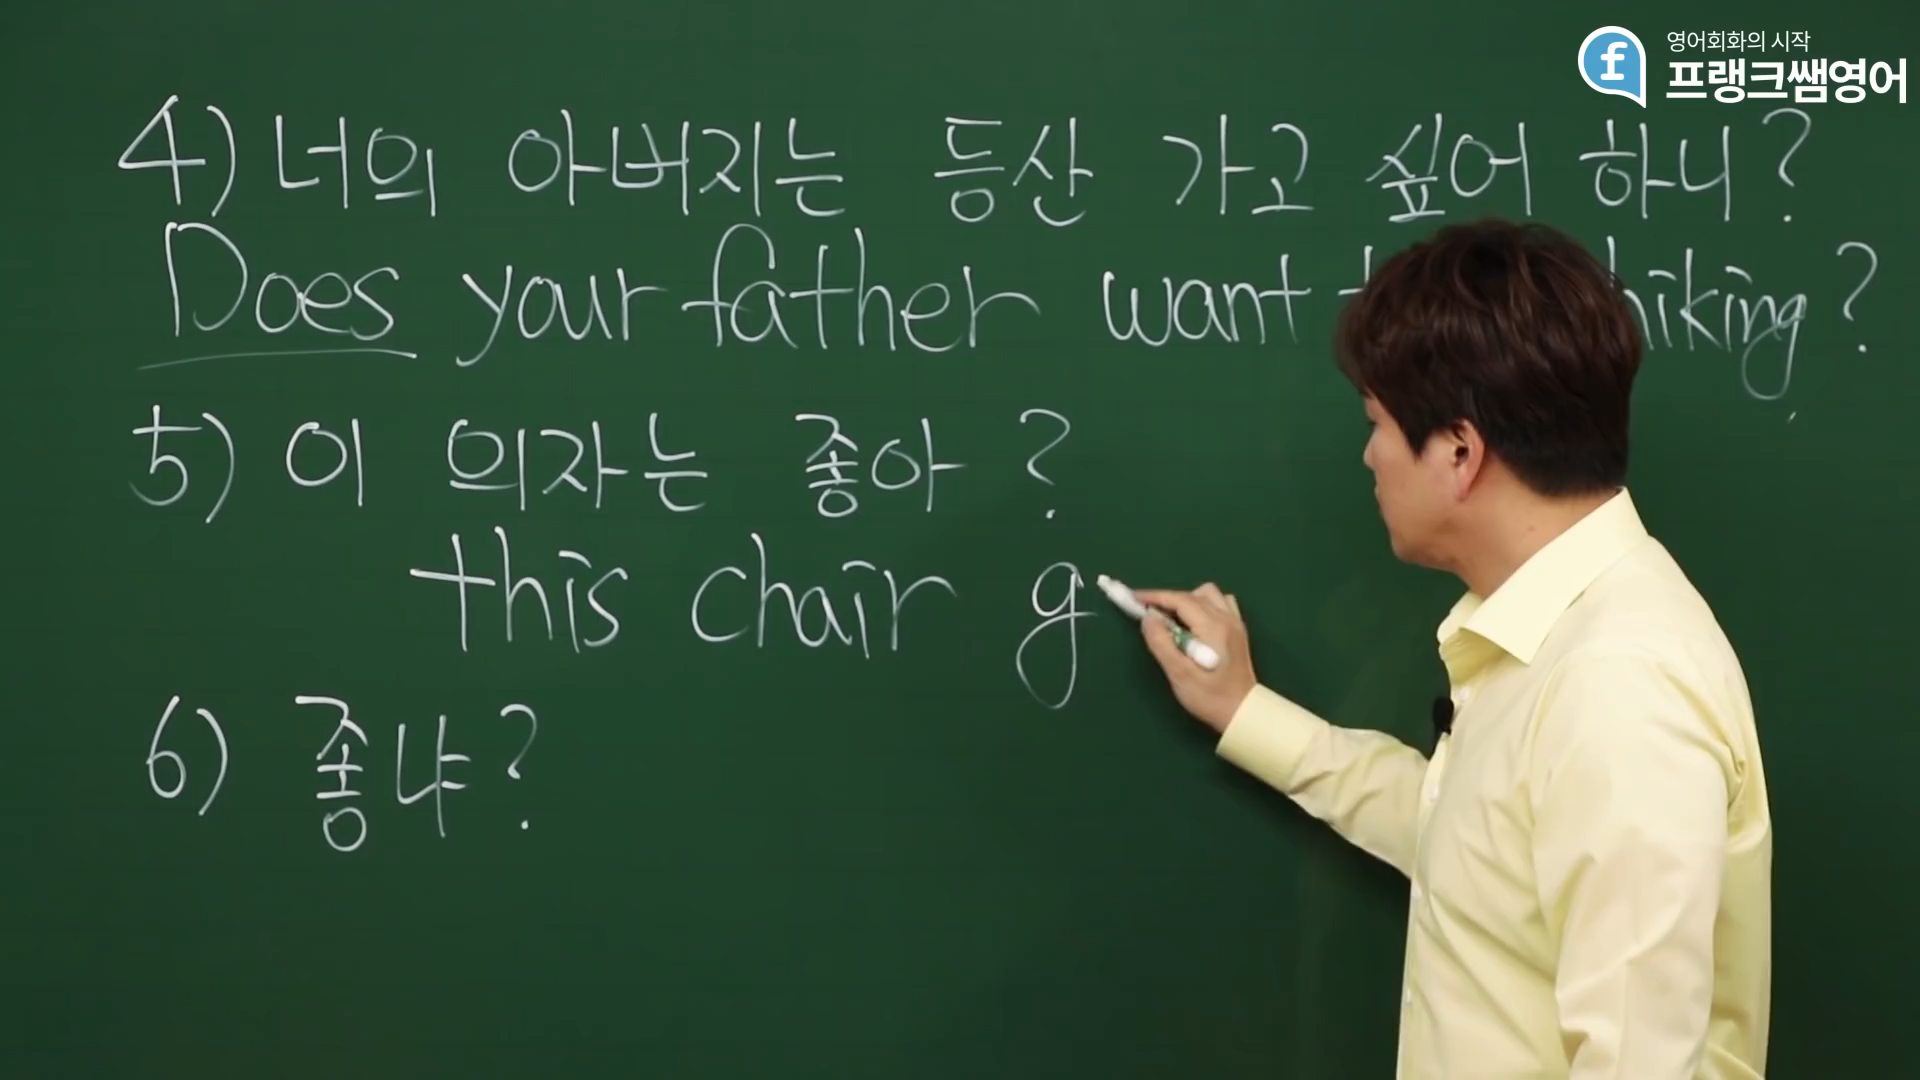 영어회화의 시작
프랭크쌤영어
4) 너의 아버지는 등산 가고 싶어 하니?
Does your father want hiking?
5) 이 의자는 좋아?
this chair g
6) 좋냐?